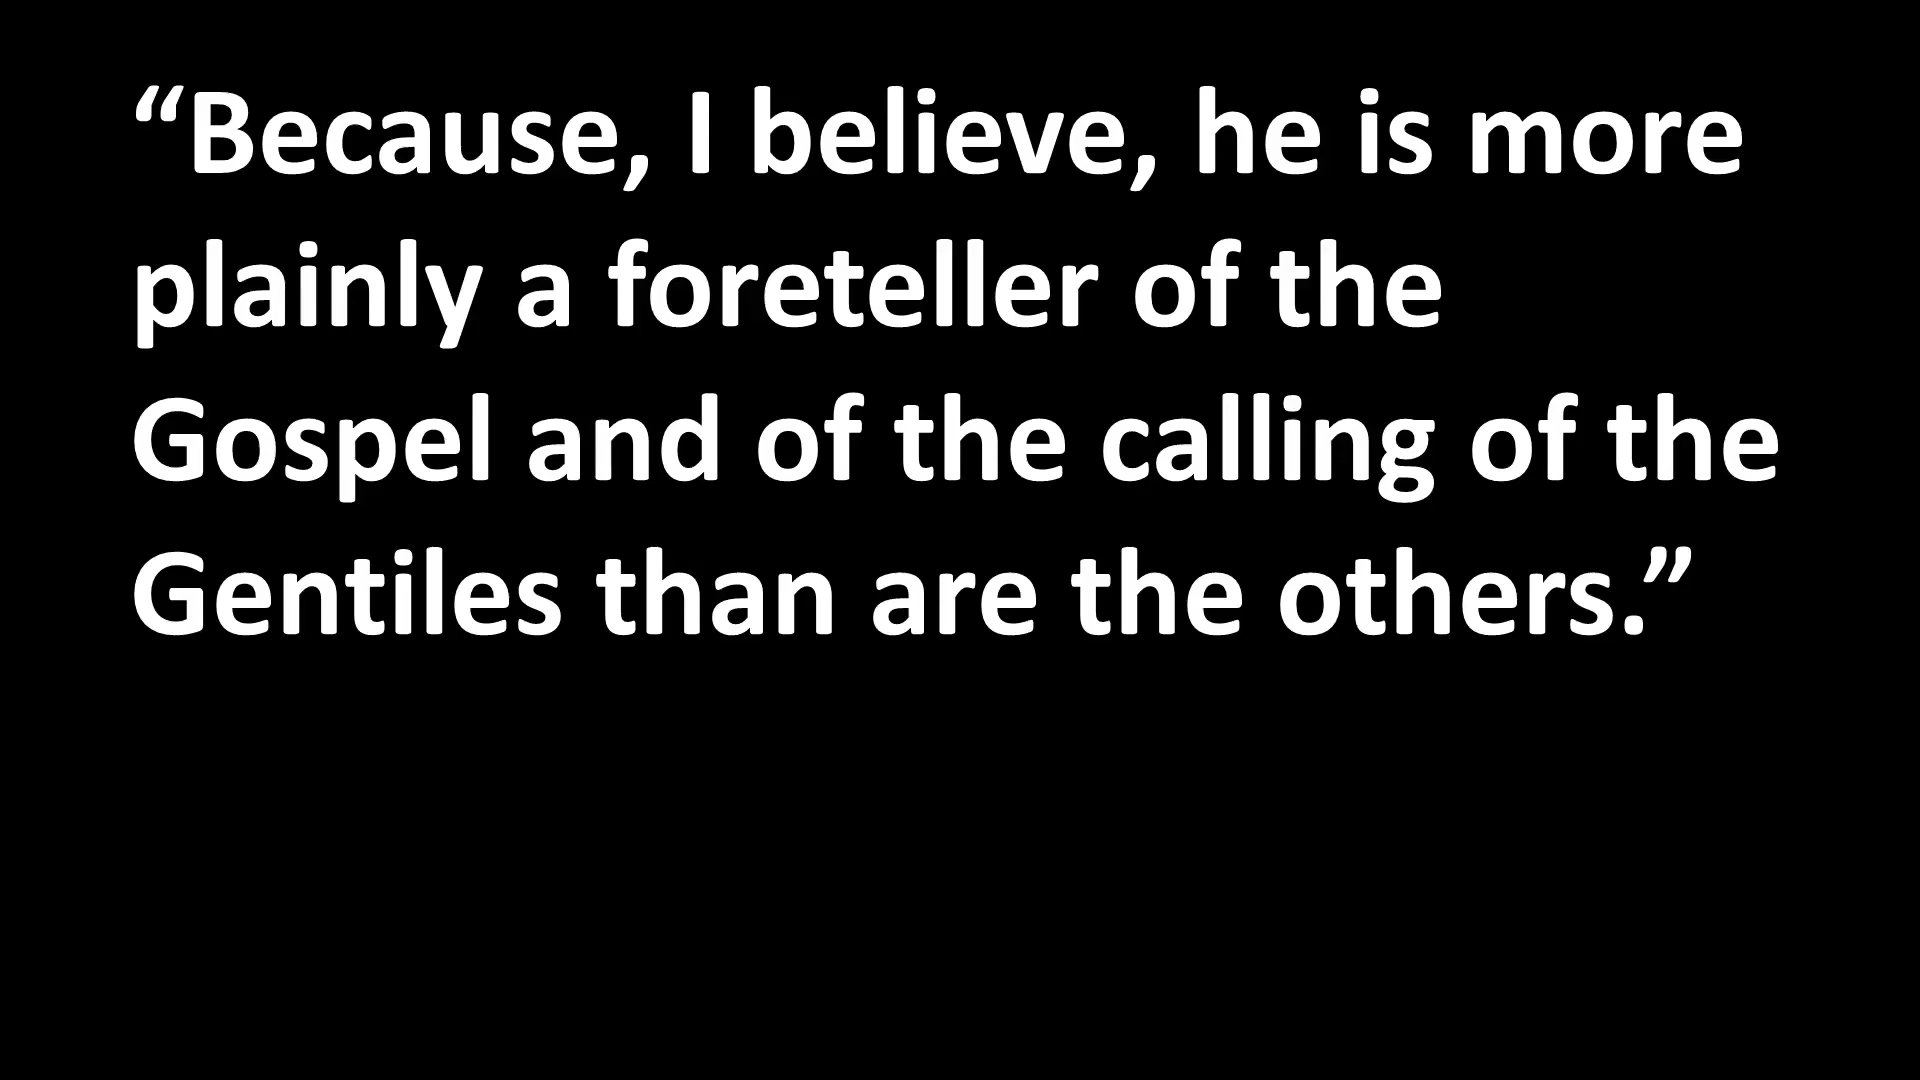 “Because, I believe, he is more
plainly a foreteller of the
Gospel and of the calling of the
Gentiles than are the others.”